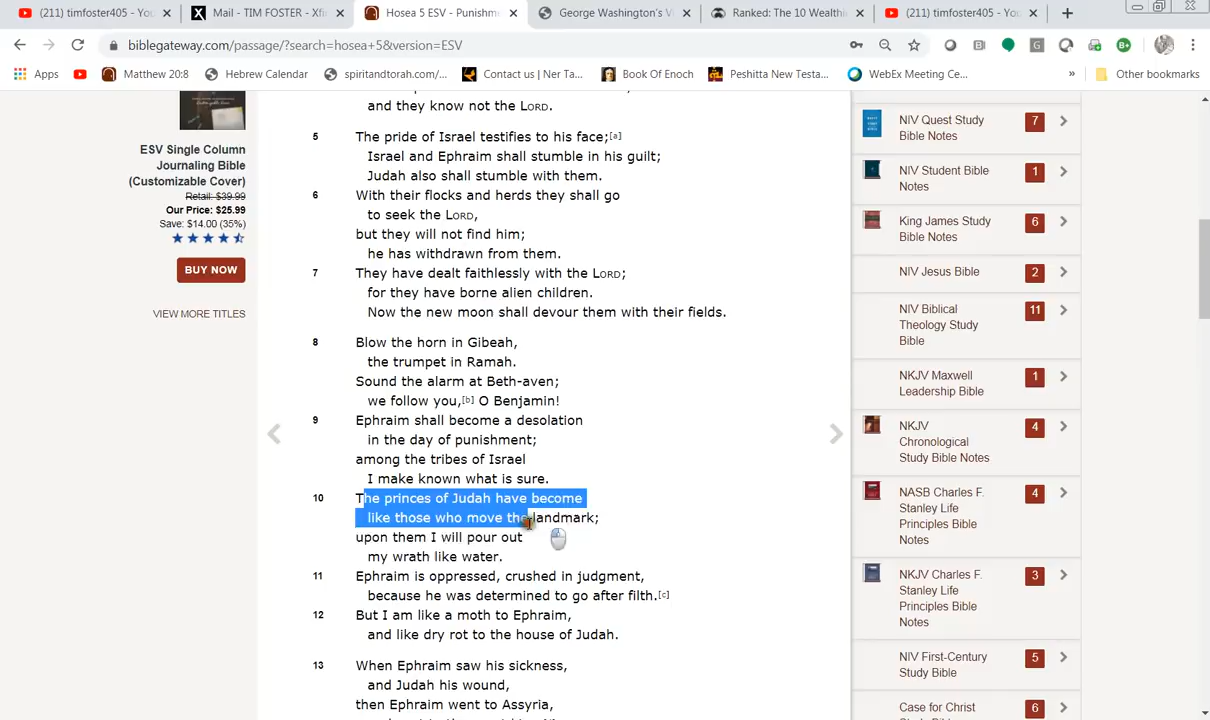 (211) timfoster405 - You
Mail - TIM FOSTER - Xfi
Hosea 5 ESV - Punishm
George Washington's V
Ranked: The 10 Wealthi
(211) timfoster405 - You
biblegateway.com/passage/?search=hosea+5&version=ESV
Apps
Matthew 20:8
Hebrew Calendar
spiritandtorah.com/...
Contact us | Ner Ta...
Book Of Enoch
Peshitta New Testa...
WebEx Meeting Ce...
»
Other bookmarks
ESV Single Column
Journaling Bible
(Customizable Cover)
Retail: $39.99
Our Price: $25.99
Save: $14.00 (35%)
BUY NOW
VIEW MORE TITLES
and they know not the LORD.
5 The pride of Israel testifies to his face;[a]
Israel and Ephraim shall stumble in his guilt;
Judah also shall stumble with them.
6 With their flocks and herds they shall go
to seek the LORD,
but they will not find him;
he has withdrawn from them.
7 They have dealt faithlessly with the LORD;
for they have borne alien children.
Now the new moon shall devour them with their fields.
8 Blow the horn in Gibeah,
the trumpet in Ramah.
Sound the alarm at Beth-aven;
we follow you,[b] O Benjamin!
9 Ephraim shall become a desolation
in the day of punishment;
among the tribes of Israel
I make known what is sure.
10 The princes of Judah have become
like those who move the landmark;
upon them I will pour out
my wrath like water.
11 Ephraim is oppressed, crushed in judgment,
because he was determined to go after filth.[c]
12 But I am like a moth to Ephraim,
and like dry rot to the house of Judah.
13 When Ephraim saw his sickness,
and Judah his wound,
then Ephraim went to Assyria,
NIV Quest Study
Bible Notes
7
NIV Student Bible
Notes
1
King James Study
Bible Notes
6
NIV Jesus Bible
2
NIV Biblical
Theology Study
Bible
11
NKJV Maxwell
Leadership Bible
1
NKJV
Chronological
Study Bible Notes
4
NASB Charles F.
Stanley Life
Principles Bible
Notes
4
NKJV Charles F.
Stanley Life
Principles Bible
Notes
3
NIV First-Century
Study Bible
5
Case for Christ
6